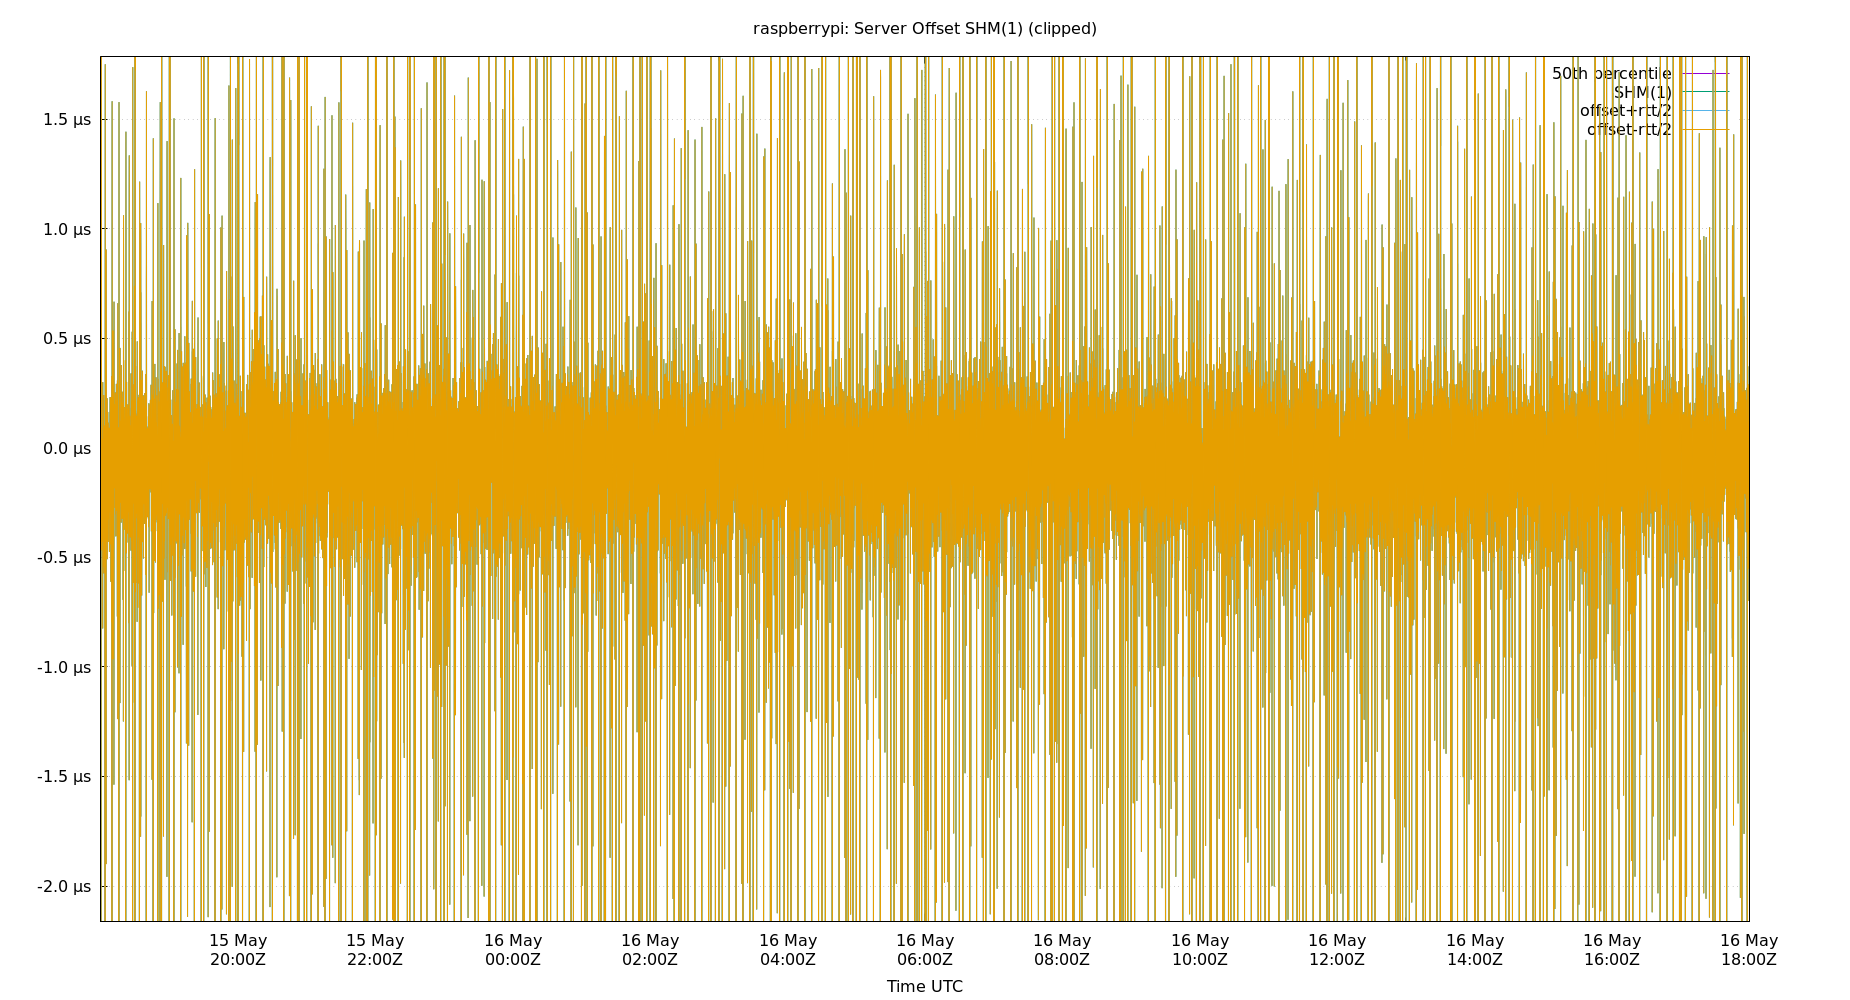 raspberrypi: Server Offset SHM(1) (clipped)
50th percentile
SHM(1)
offset+rtt/2
offset-rtt/2
1.5 µs
1.0 µs
0.5 µs
0.0 µs
-0.5 µs
-1.0 µs
-1.5 µs
-2.0 µs
15 May 15 May 16 May 16 May 16 May 16 May 16 May 16 May 16 May 16 May 16 May 16 May
20:00Z 22:00Z 00:00Z 02:00Z 04:00Z 06:00Z 08:00Z 10:00Z 12:00Z 14:00Z 16:00Z 18:00Z
Time UTC